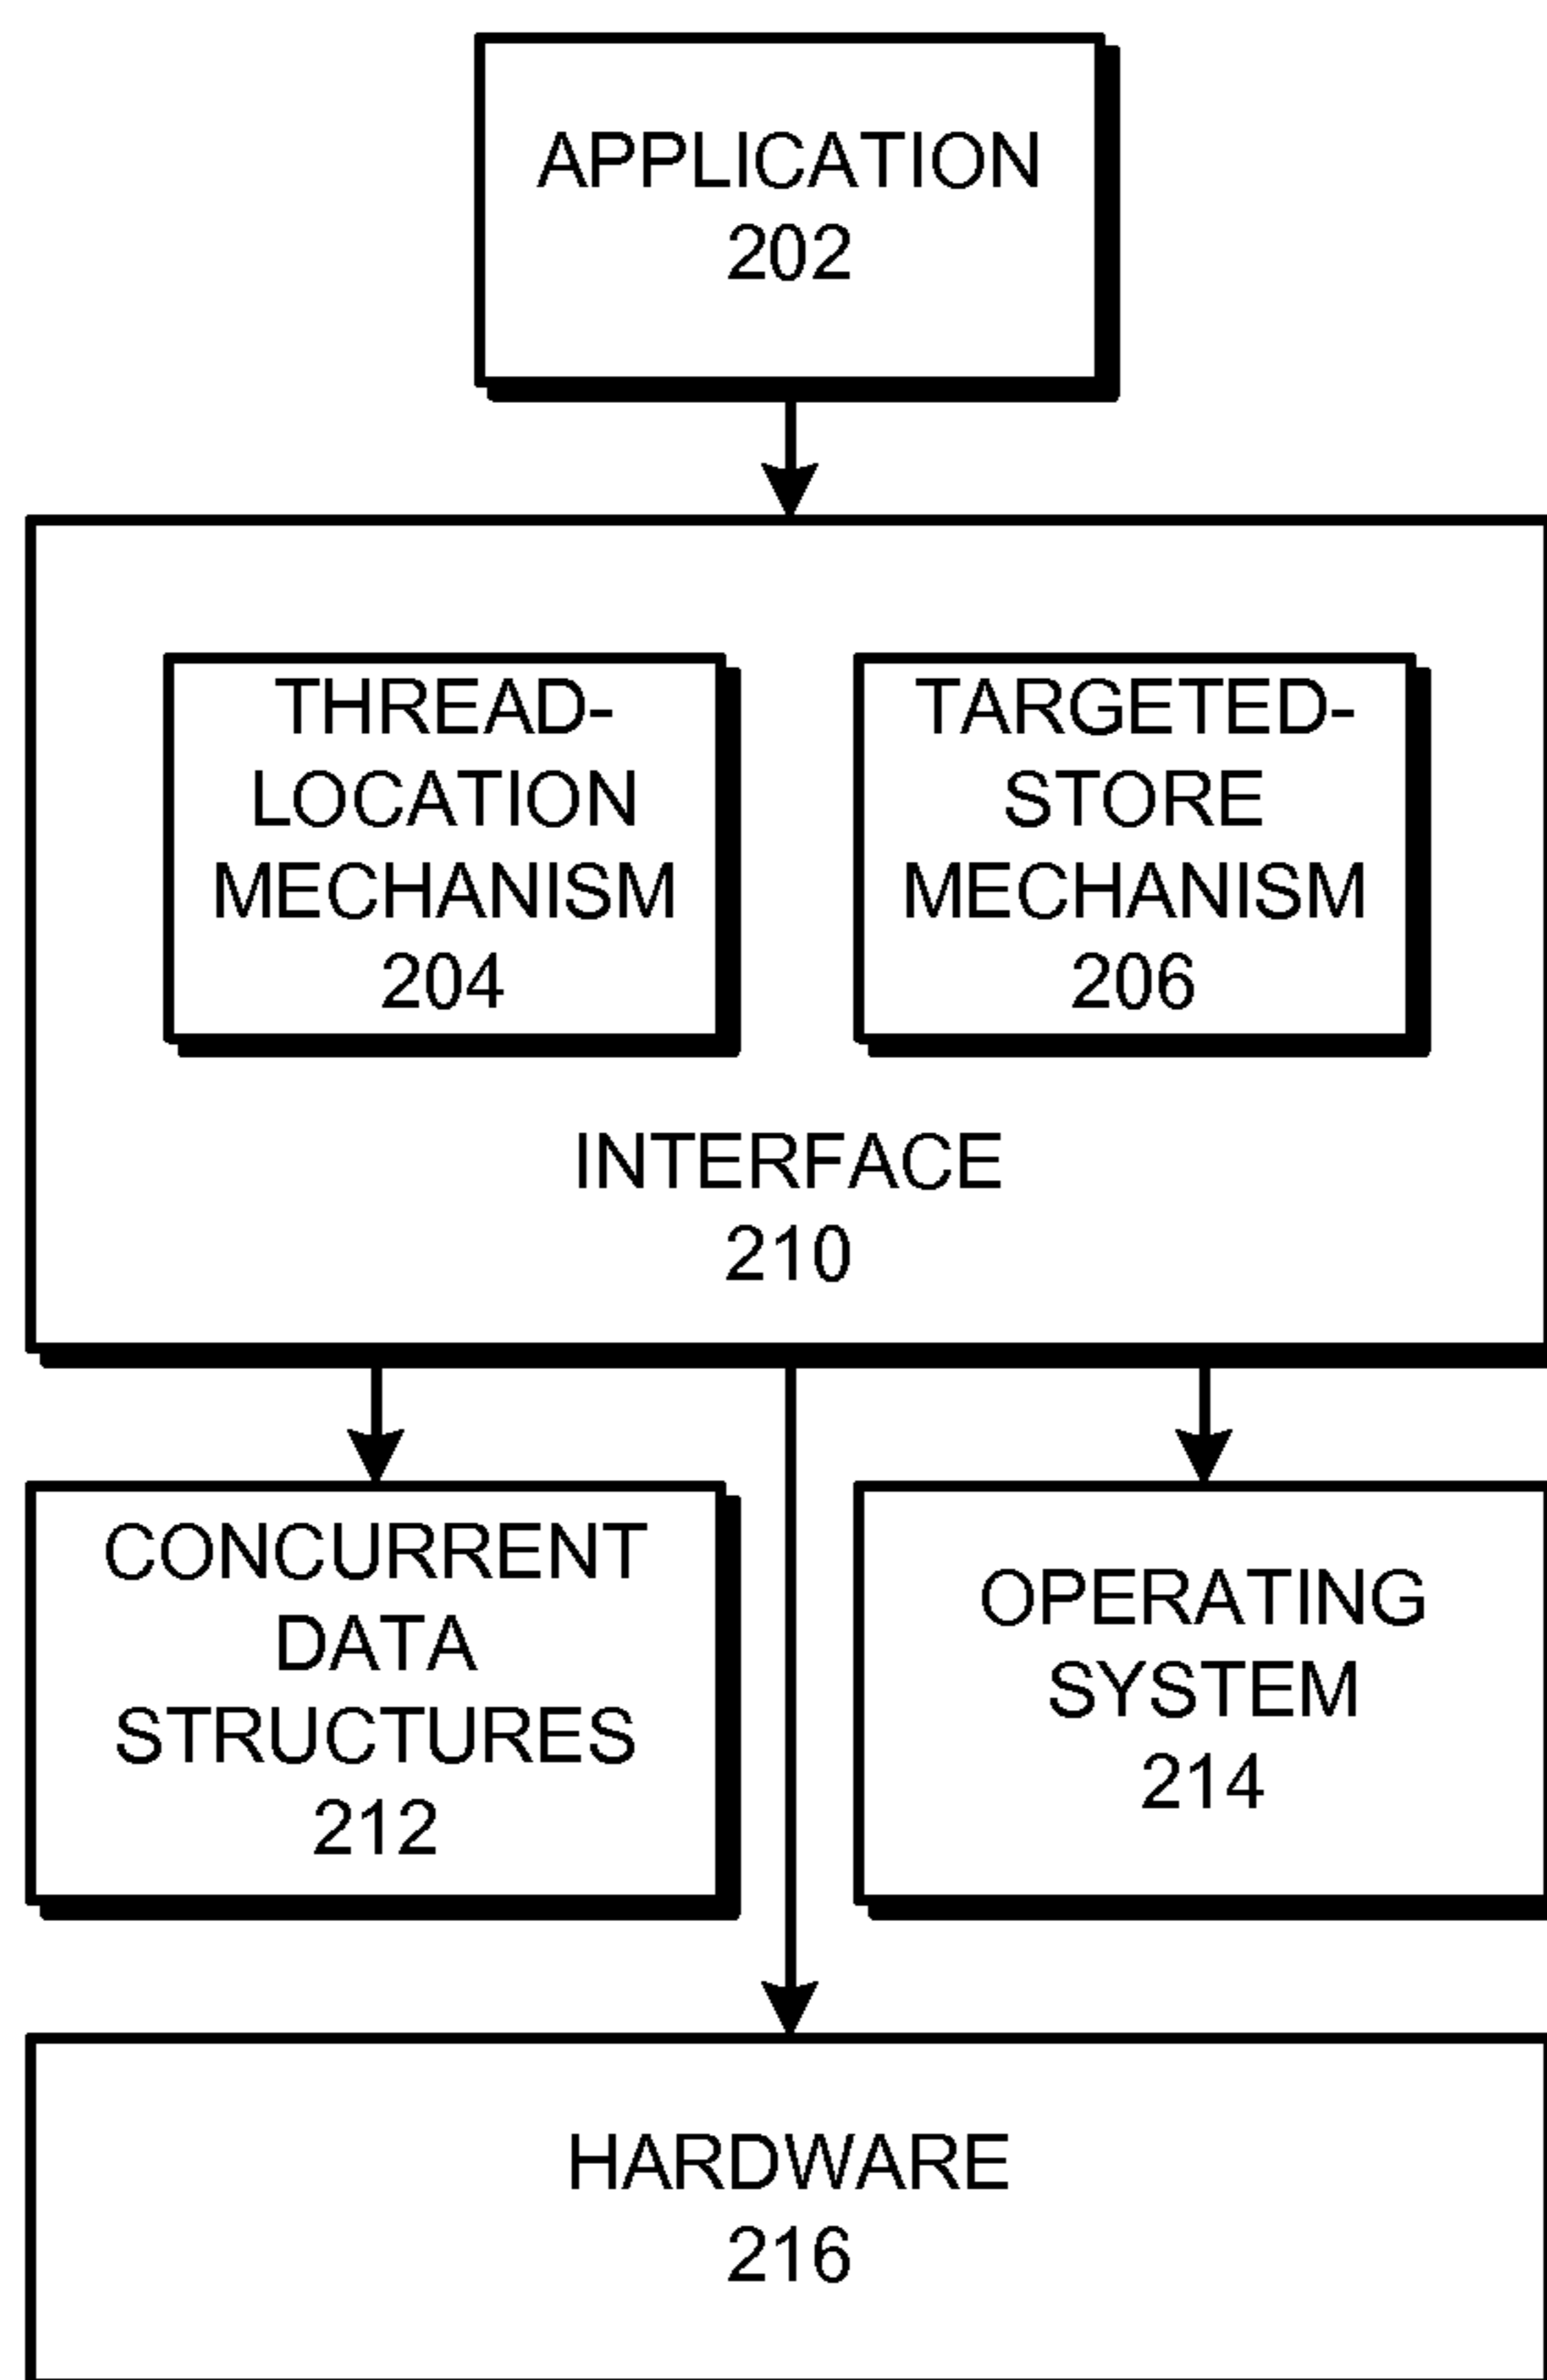 APPLICATION
202
THREAD-
LOCATION
MECHANISM
204
TARGETED-
STORE
MECHANISM
206
INTERFACE
210
CONCURRENT
DATA
STRUCTURES
212
OPERATING
SYSTEM
214
HARDWARE
216